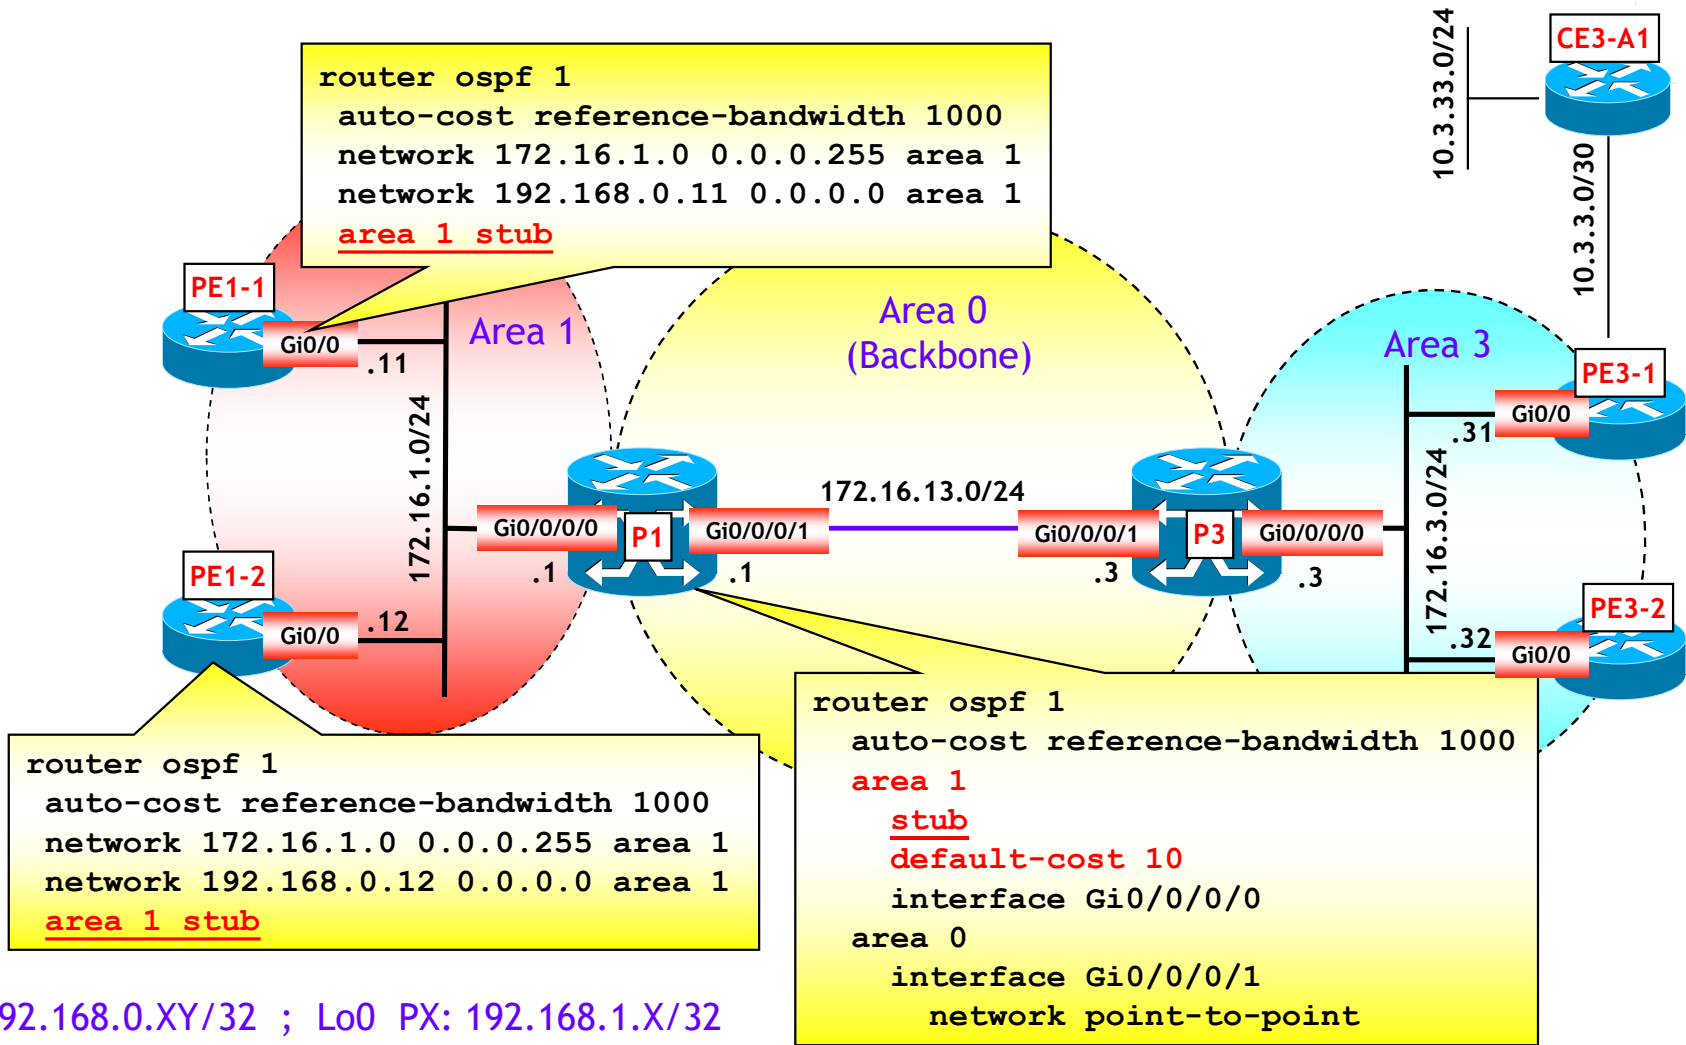 CE3-A1
10.3.33.0/24
10.3.3.0/30
router ospf 1
auto-cost reference-bandwidth 1000
network 172.16.1.0 0.0.0.255 area 1
network 192.168.0.11 0.0.0.0 area 1
area 1 stub
PE1-1
Gi0/0
.11
Area 1
Area 0
(Backbone)
Area 3
PE3-1
Gi0/0
.31
172.16.1.0/24
172.16.13.0/24
172.16.3.0/24
Gi0/0/0/0
P1
Gi0/0/0/1
Gi0/0/0/1
P3
Gi0/0/0/0
.1
.1
.3
.3
PE1-2
Gi0/0
.12
PE3-2
.32
Gi0/0
router ospf 1
auto-cost reference-bandwidth 1000
network 172.16.1.0 0.0.0.255 area 1
network 192.168.0.12 0.0.0.0 area 1
area 1 stub
router ospf 1
auto-cost reference-bandwidth 1000
area 1
stub
default-cost 10
interface Gi0/0/0/0
area 0
interface Gi0/0/0/1
network point-to-point
92.168.0.XY/32 ; Lo0 PX: 192.168.1.X/32